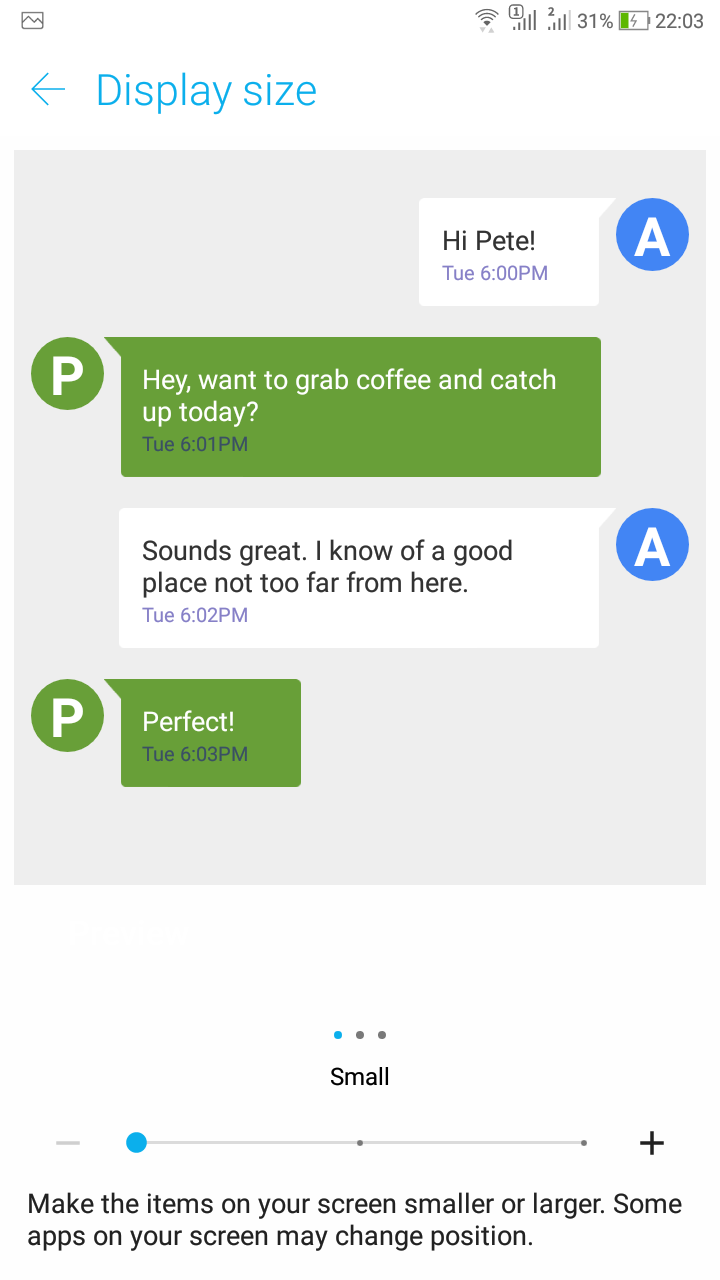 1 2 31% 22:03
Display size
Hi Pete!
Tue 6:00PM
A
P
Hey, want to grab coffee and catch
up today?
Tue 6:01PM
Sounds great. I know of a good
place not too far from here.
Tue 6:02PM
A
P
Perfect!
Tue 6:03PM
Small
Make the items on your screen smaller or larger. Some
apps on your screen may change position.